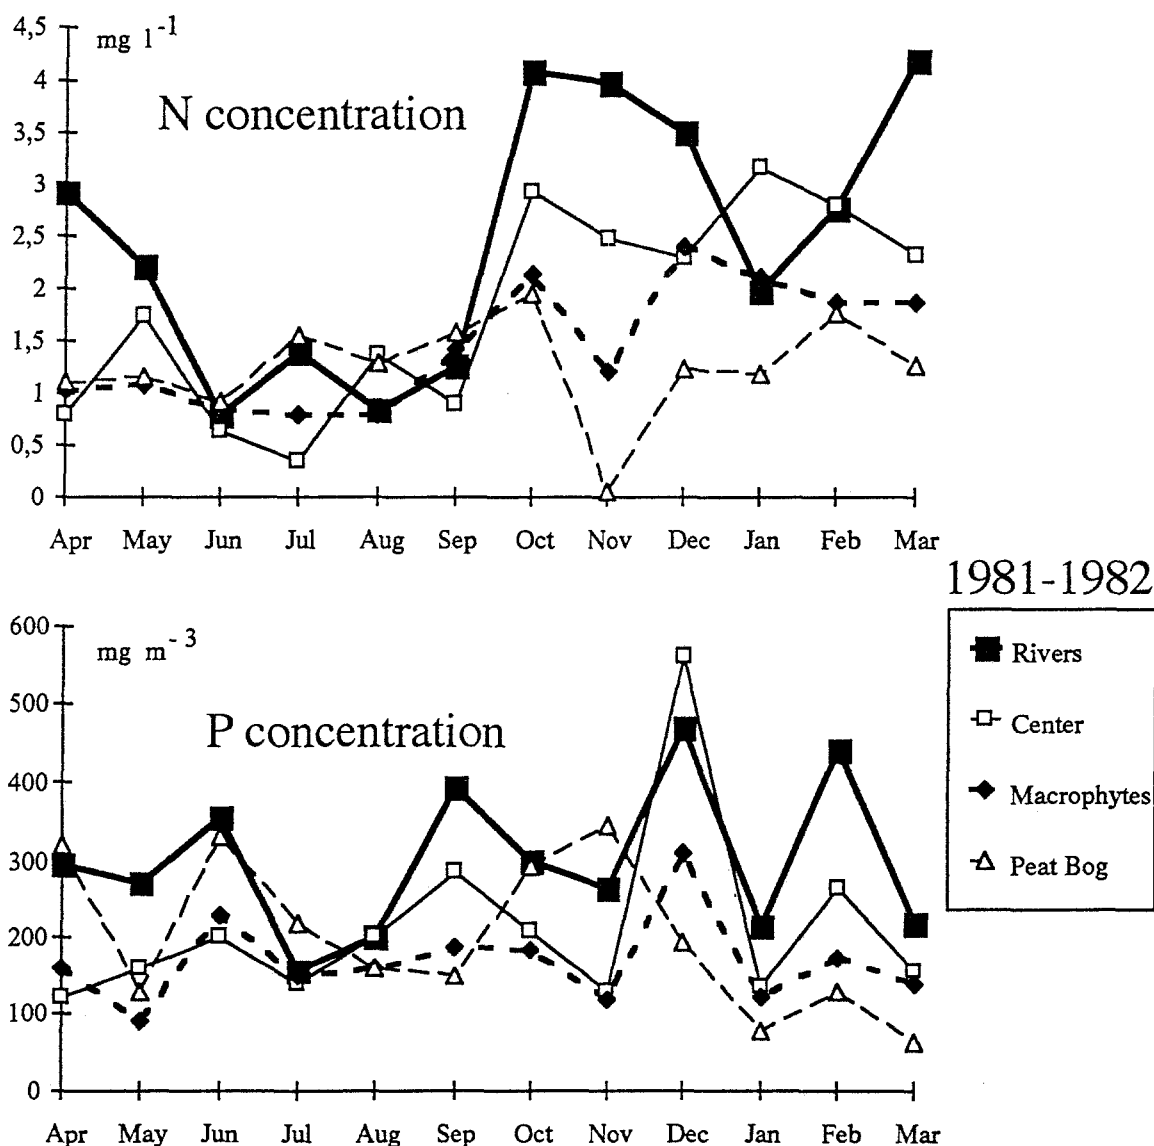 4,5
mg l-1
4
N concentration
3,5
3
2,5
2
1,5
1
0,5
0
Apr May Jun Jul Aug Sep Oct Nov Dec Jan Feb Mar
1981-1982
600
mg m-3
Rivers
500
P concentration
Center
400
Macrophytes
300
Peat Bog
200
100
0
Apr May Jun Jul Aug Sep Oct Nov Dec Jan Feb Mar